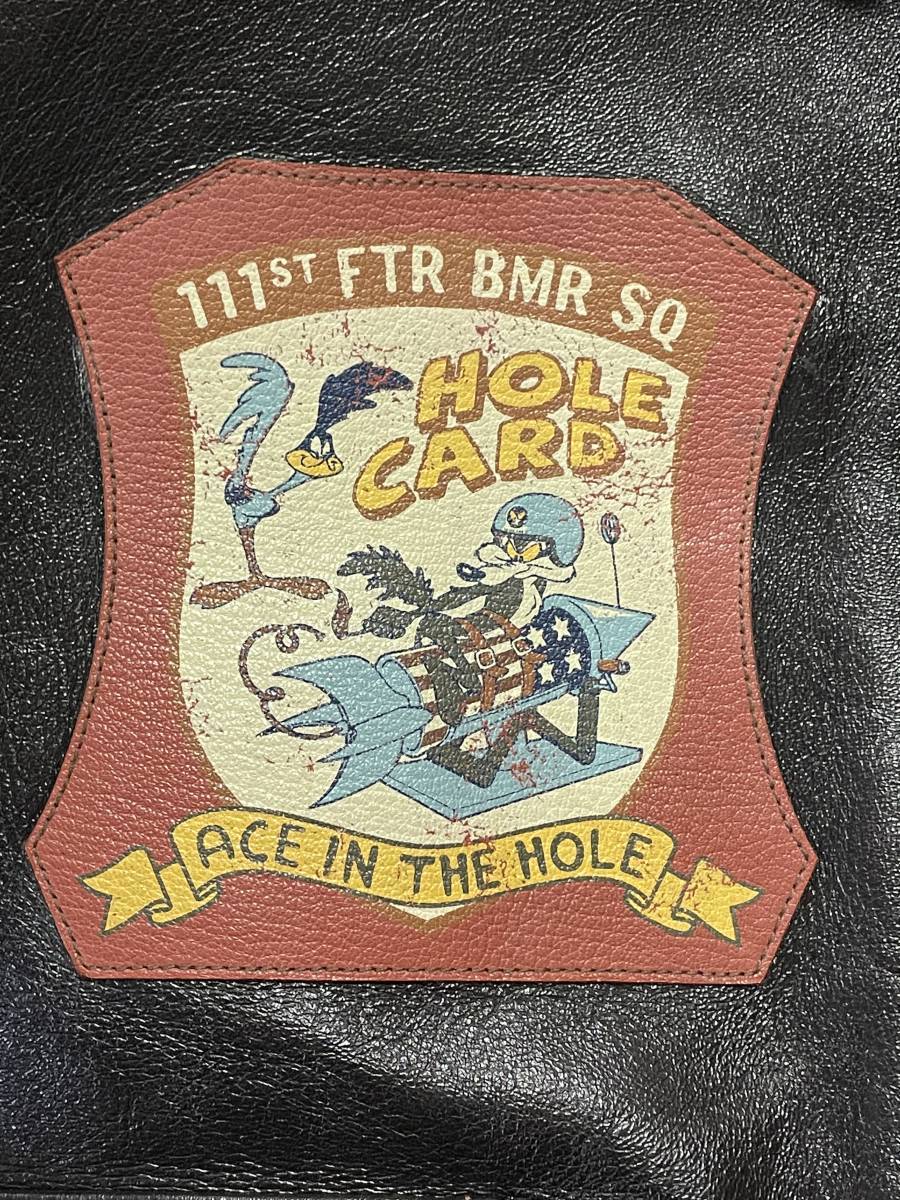 111ST FTR BMR SQ
HOLE
CARD
ACE IN THE HOLE